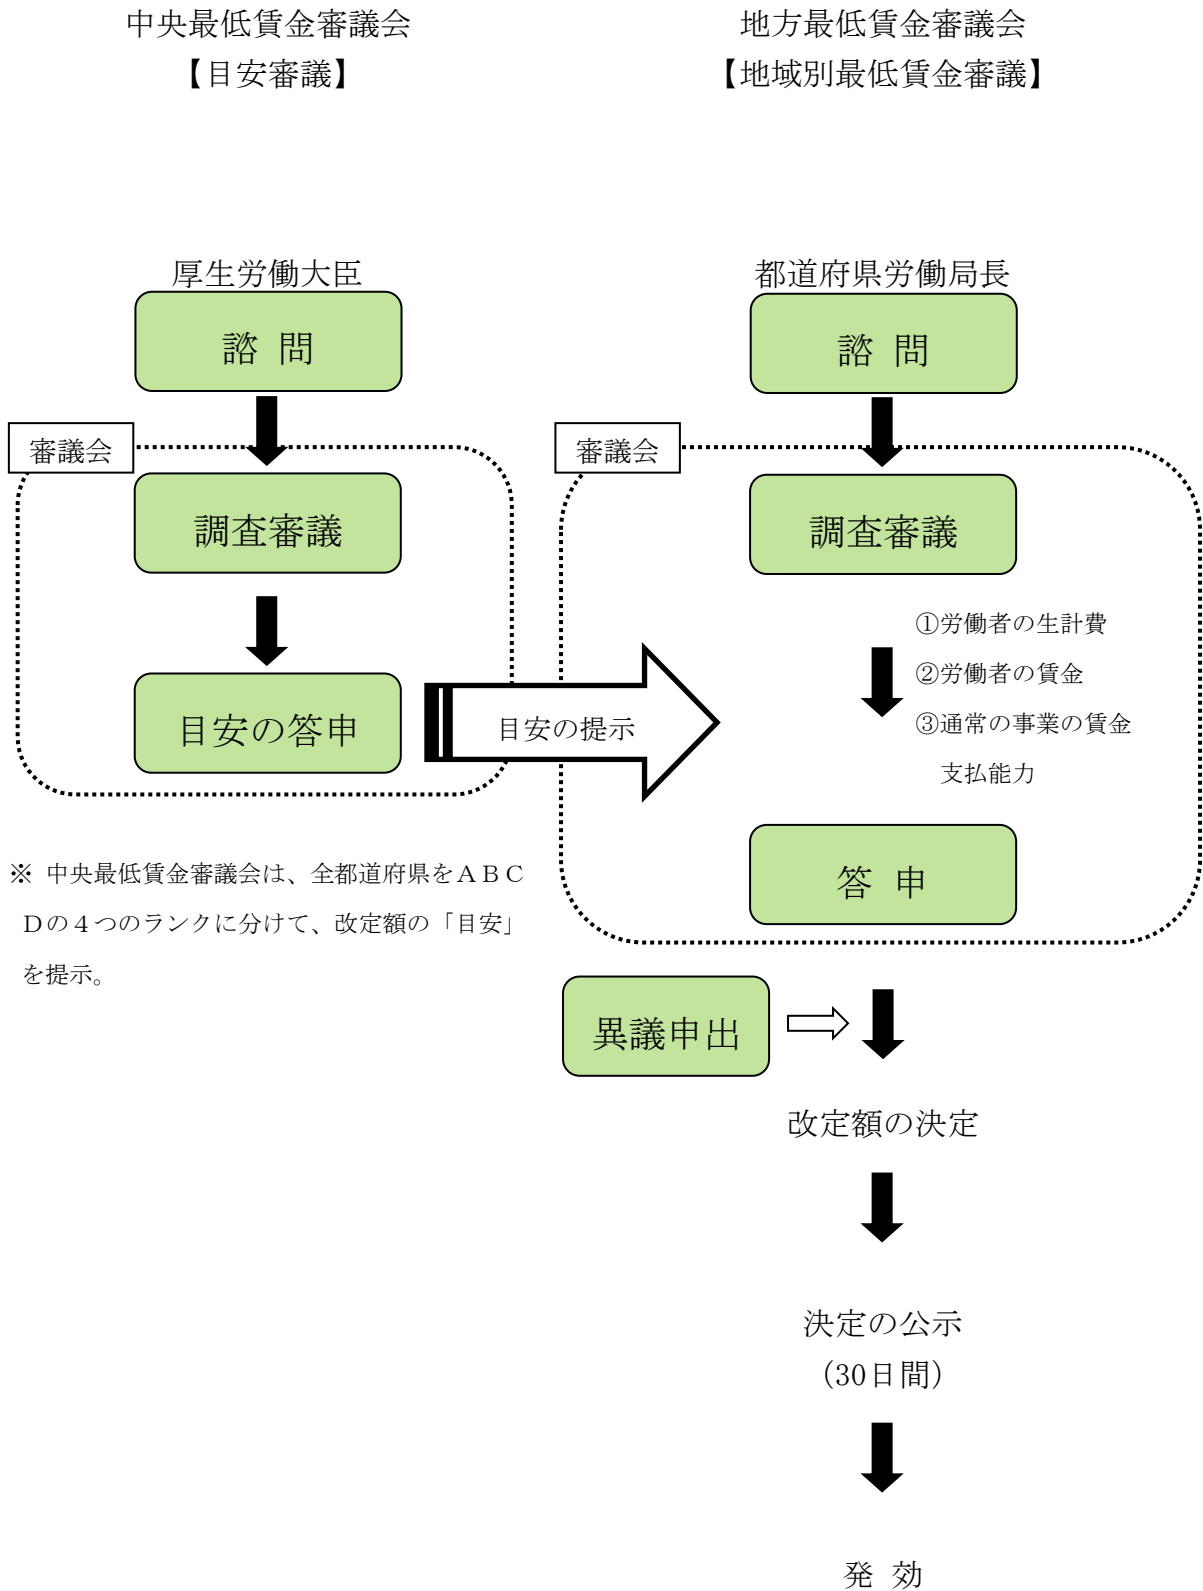 中央最低賃金審議会
【目安審議】
地方最低賃金審議会
【地域別最低賃金審議】
厚生労働大臣
諮 問
審議会
調査審議
目安の答申
目安の提示
※ 中央最低賃金審議会は、全都道府県をＡＢＣ
Ｄの４つのランクに分けて、改定額の「目安」
を提示。
都道府県労働局長
諮 問
審議会
調査審議
①労働者の生計費
②労働者の賃金
③通常の事業の賃金
支払能力
答 申
異議申出
改定額の決定
決定の公示
（30日間）
発 効